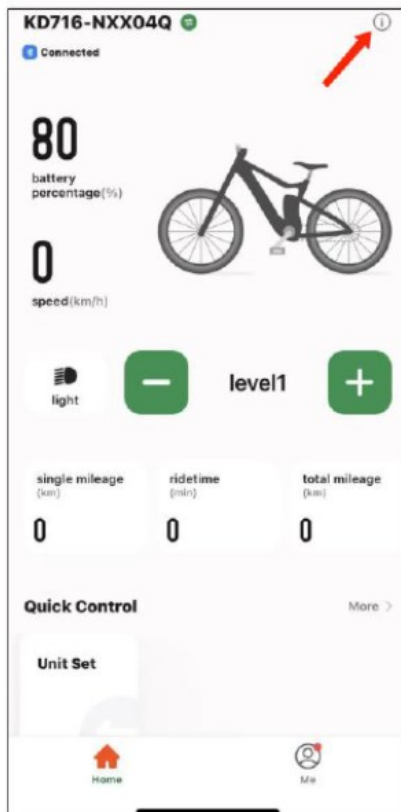 KD716-NXX04Q
Connected
80
battery
percentage(%)
0
speed(km/h)
light
level1
single mileage
(km)
0
ridetime
(min)
0
total mileage
(km)
0
Quick Control
More >
Unit Set
Home
Me